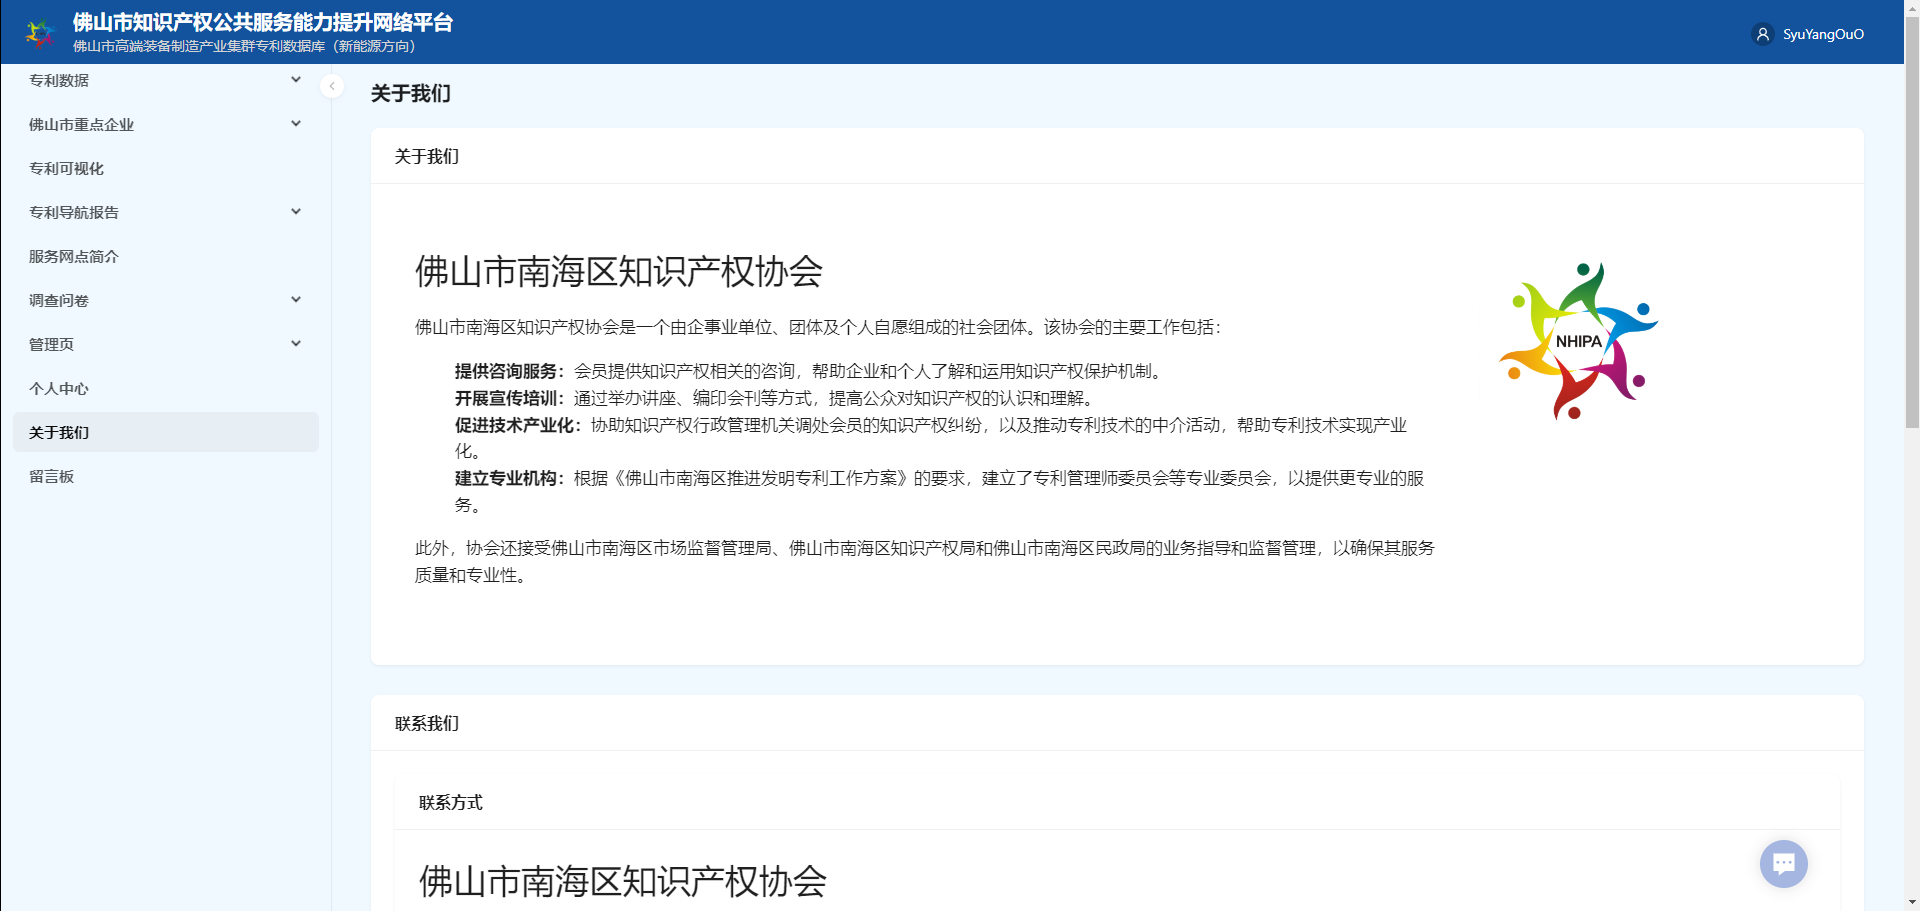 佛山市知识产权公共服务能力提升网络平台
佛山市高端装备制造产业集群专利数据库（新能源方向）
SyuYangOuO
专利数据
佛山市重点企业
专利可视化
专利导航报告
服务网点简介
调查问卷
管理页
个人中心
关于我们
留言板
关于我们
关于我们
佛山市南海区知识产权协会
佛山市南海区知识产权协会是一个由企事业单位、团体及个人自愿组成的社会团体。该协会的主要工作包括：
提供咨询服务：会员提供知识产权相关的咨询，帮助企业和个人了解和运用知识产权保护机制。
开展宣传培训：通过举办讲座、编印会刊等方式，提高公众对知识产权的认识和理解。
促进技术产业化：协助知识产权行政管理机关调处会员的知识产权纠纷，以及推动专利技术的中介活动，帮助专利技术实现产业
化。
建立专业机构：根据《佛山市南海区推进发明专利工作方案》的要求，建立了专利管理师委员会等专业委员会，以提供更专业的服
务。
此外，协会还接受佛山市南海区市场监督管理局、佛山市南海区知识产权局和佛山市南海区民政局的业务指导和监督管理，以确保其服务
质量和专业性。
NHIPA
联系我们
联系方式
佛山市南海区知识产权协会